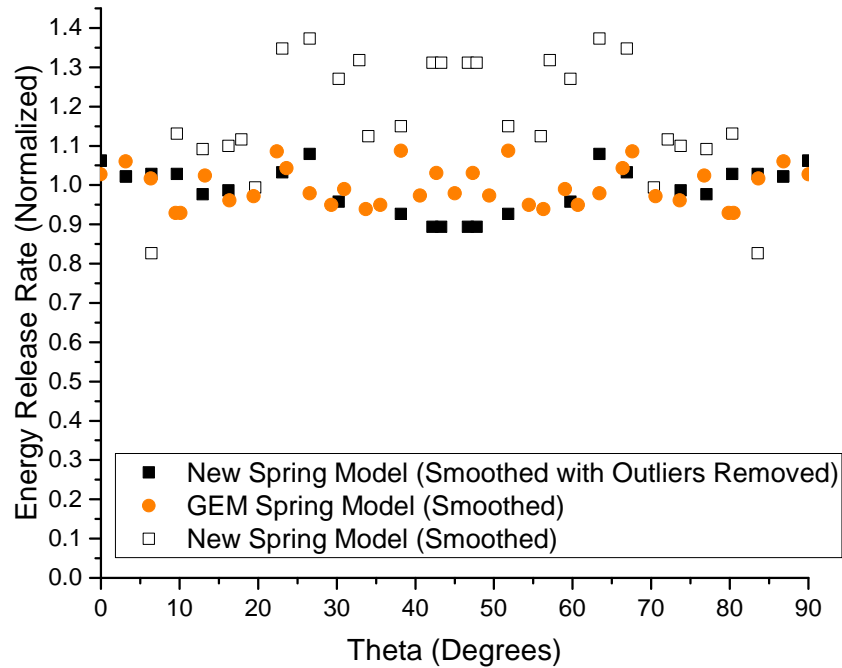 Energy Release Rate (Normalized)
1.4
1.3
1.2
1.1
1.0
0.9
0.8
0.7
0.6
0.5
0.4
0.3
0.2
0.1
0.0
New Spring Model (Smoothed with Outliers Removed)
GEM Spring Model (Smoothed)
New Spring Model (Smoothed)
0 10 20 30 40 50 60 70 80 90
Theta (Degrees)